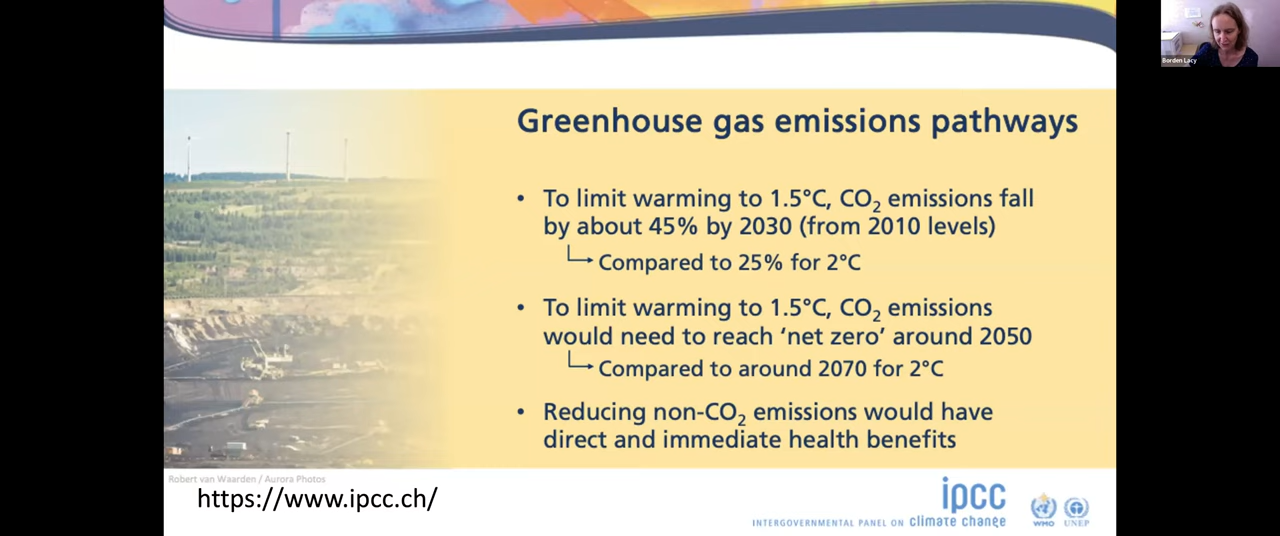 Borden Lacy
Greenhouse gas emissions pathways
• To limit warming to 1.5°C, CO₂ emissions fall
by about 45% by 2030 (from 2010 levels)
Compared to 25% for 2°C
• To limit warming to 1.5°C, CO₂ emissions
would need to reach ‘net zero’ around 2050
Compared to around 2070 for 2°C
• Reducing non-CO₂ emissions would have
direct and immediate health benefits
Robert van Waarden / Aurora Photos
https://www.ipcc.ch/
ipcc
INTERGOVERNMENTAL PANEL ON climate change
WMO
UNEP